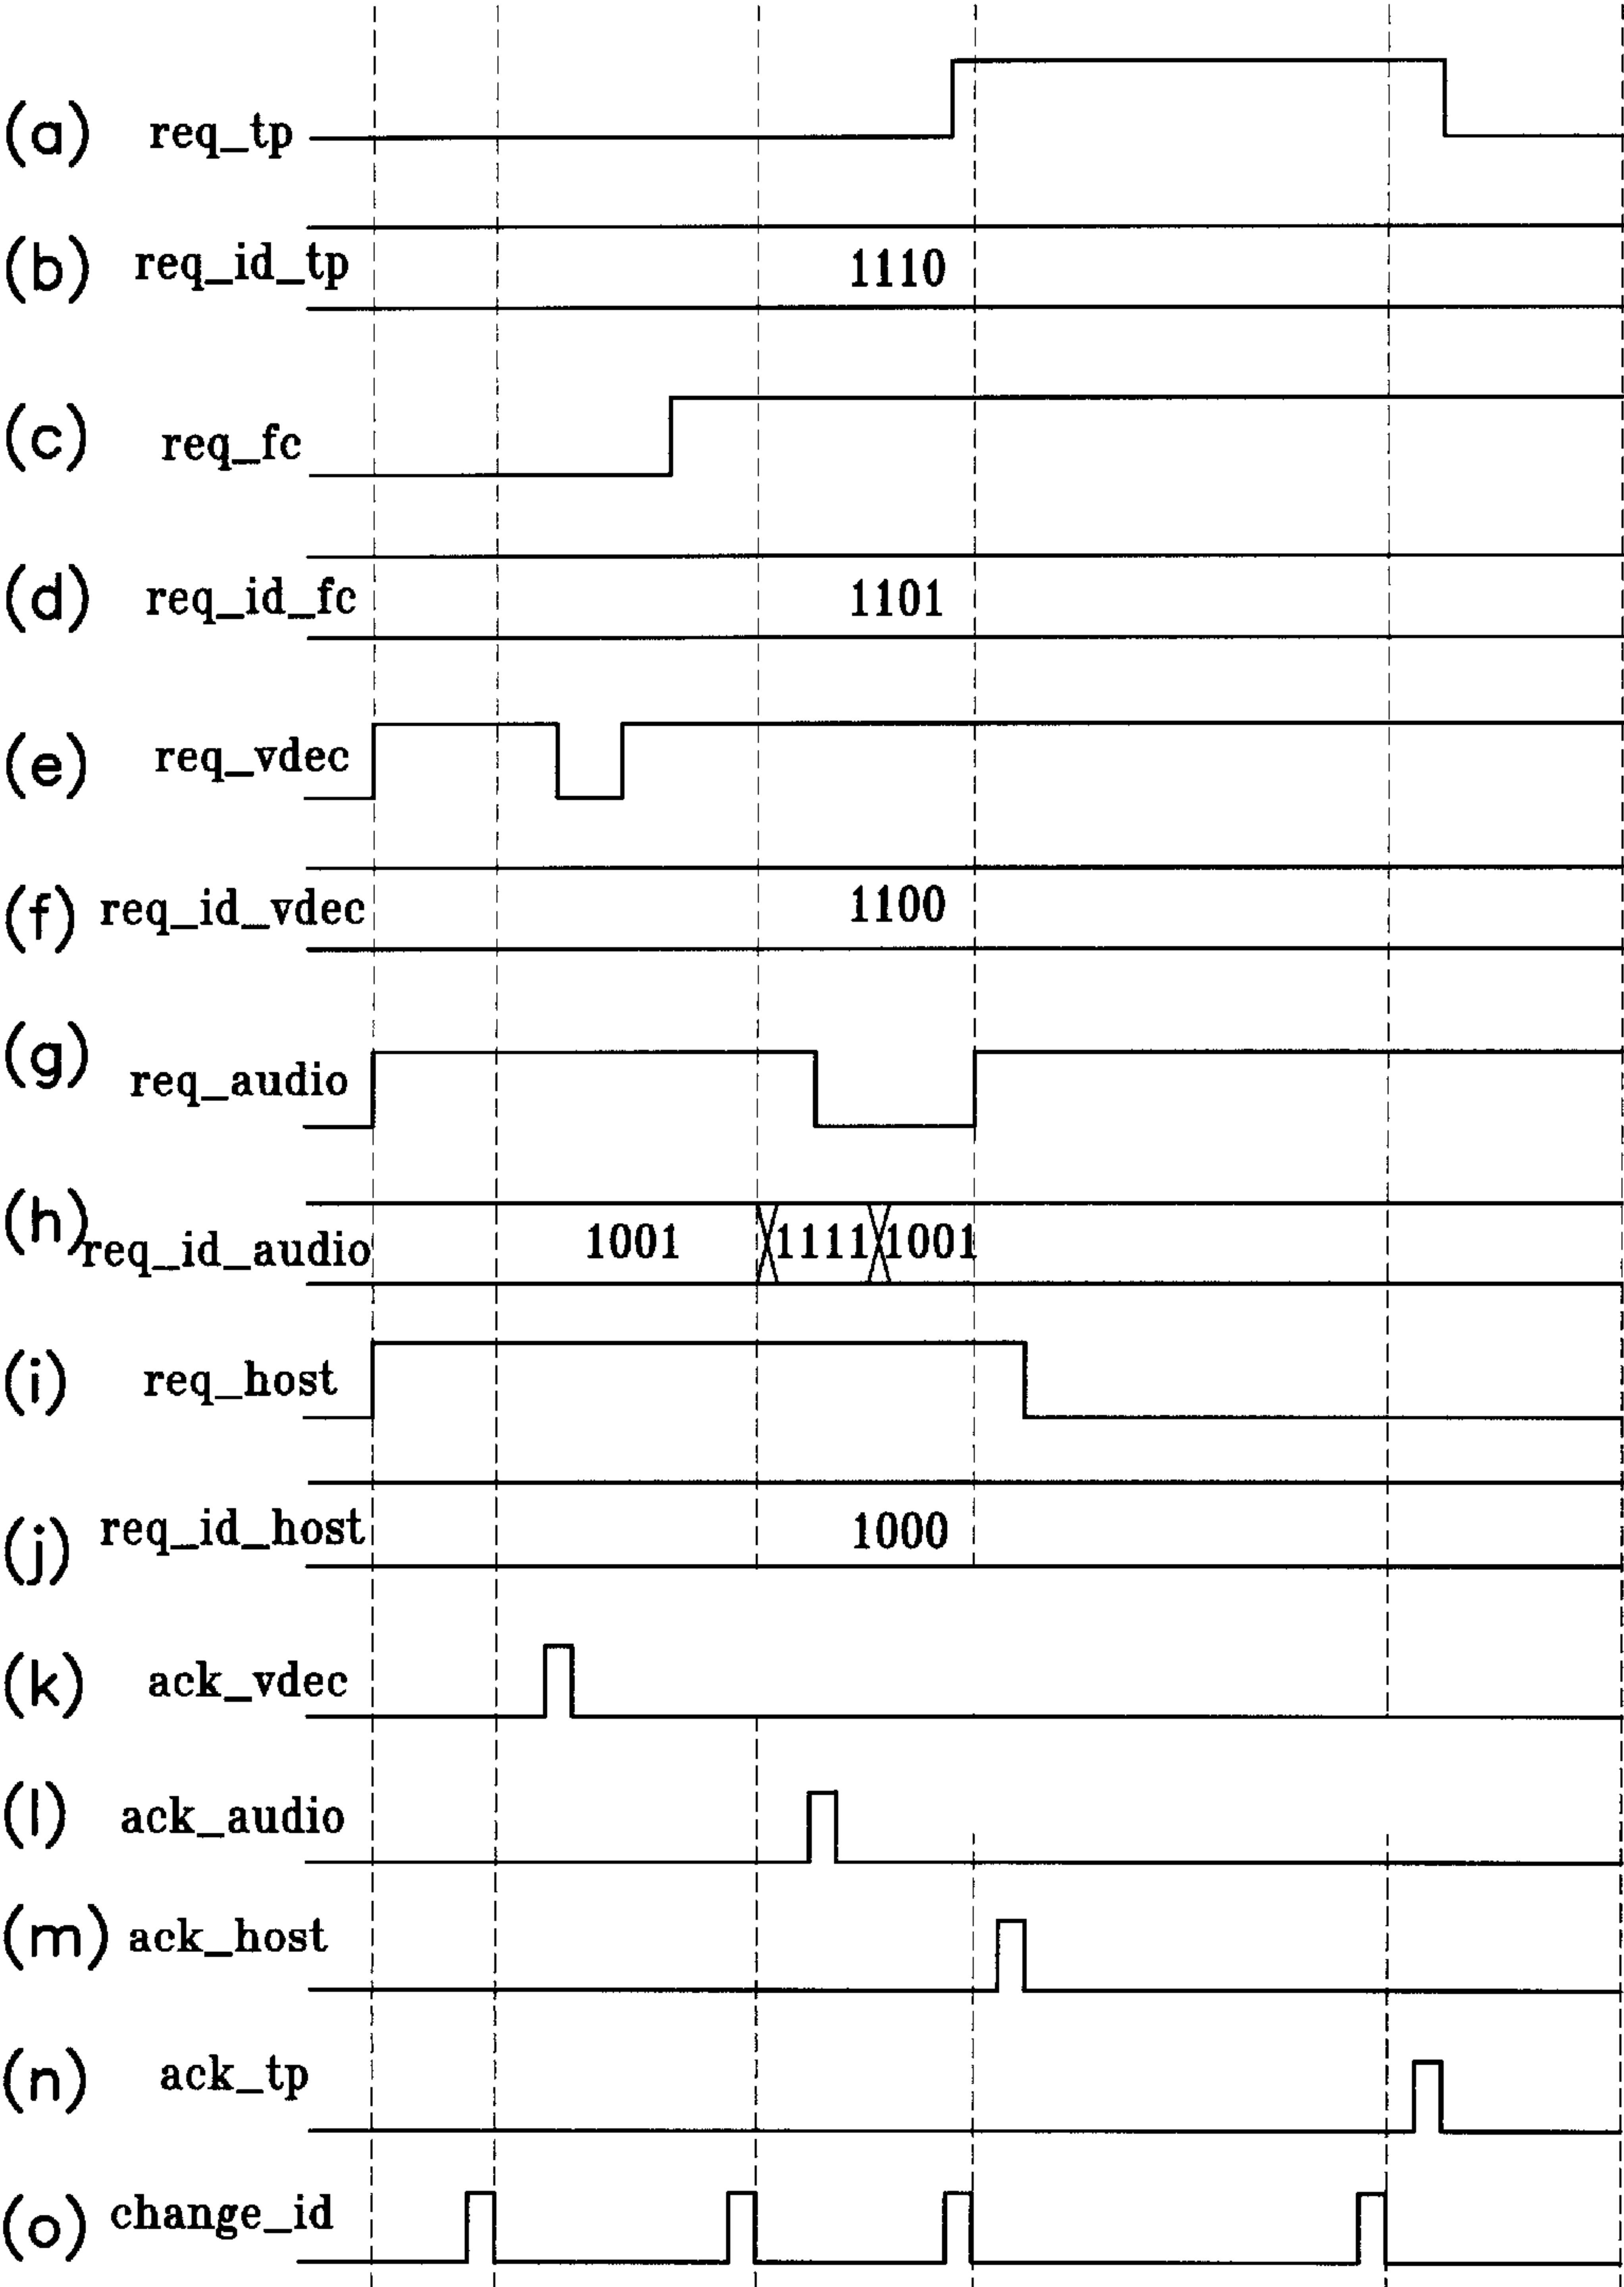 (a) req_tp
(b) req_id_tp 1110
(c) req_fc
(d) req_id_fc 1101
(e) req_vdec
(f) req_id_vdec 1100
(g) req_audio
(h) req_id_audio 1001 1111 1001
(i) req_host
(j) req_id_host 1000
(k) ack_vdec
(l) ack_audio
(m) ack_host
(n) ack_tp
(o) change_id